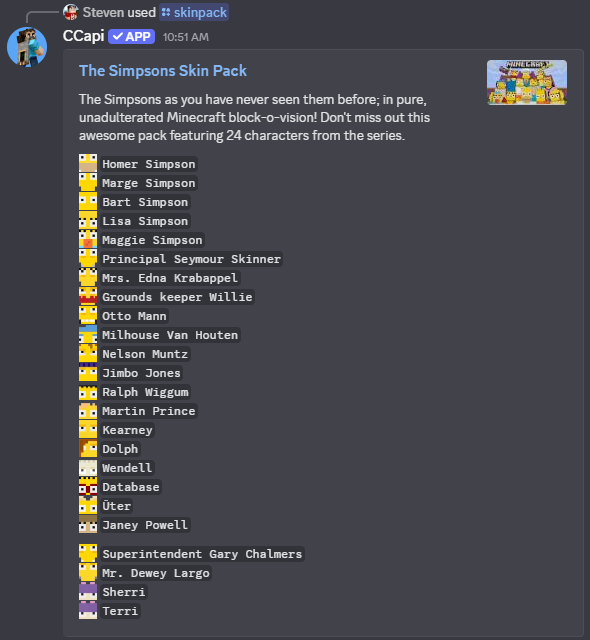 Steven used skinpack
CCapi ✓ APP 10:51 AM
The Simpsons Skin Pack
MINECRAFT
The Simpsons as you have never seen them before; in pure,
unadulterated Minecraft block-o-vision! Don't miss out this
awesome pack featuring 24 characters from the series.
Homer Simpson
Marge Simpson
Bart Simpson
Lisa Simpson
Maggie Simpson
Principal Seymour Skinner
Mrs. Edna Krabappel
Grounds keeper Willie
Otto Mann
Milhouse Van Houten
Nelson Muntz
Jimbo Jones
Ralph Wiggum
Martin Prince
Kearney
Dolph
Wendell
Database
Üter
Janey Powell
Superintendent Gary Chalmers
Mr. Dewey Largo
Sherri
Terri